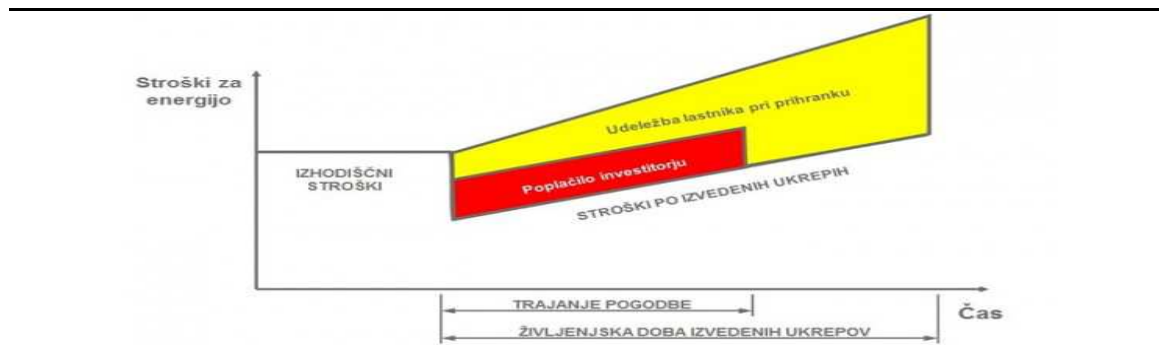 Stroški za
energijo
IZHODIŠČNI
STROŠKI
Udeležba lastnika pri prihranku
Poplačilo investitorju
STROŠKI PO IZVEDENIH UKREPIH
TRAJANJE POGODBE
Čas
ŽIVLJENJSKA DOBA IZVEDENIH UKREPOV